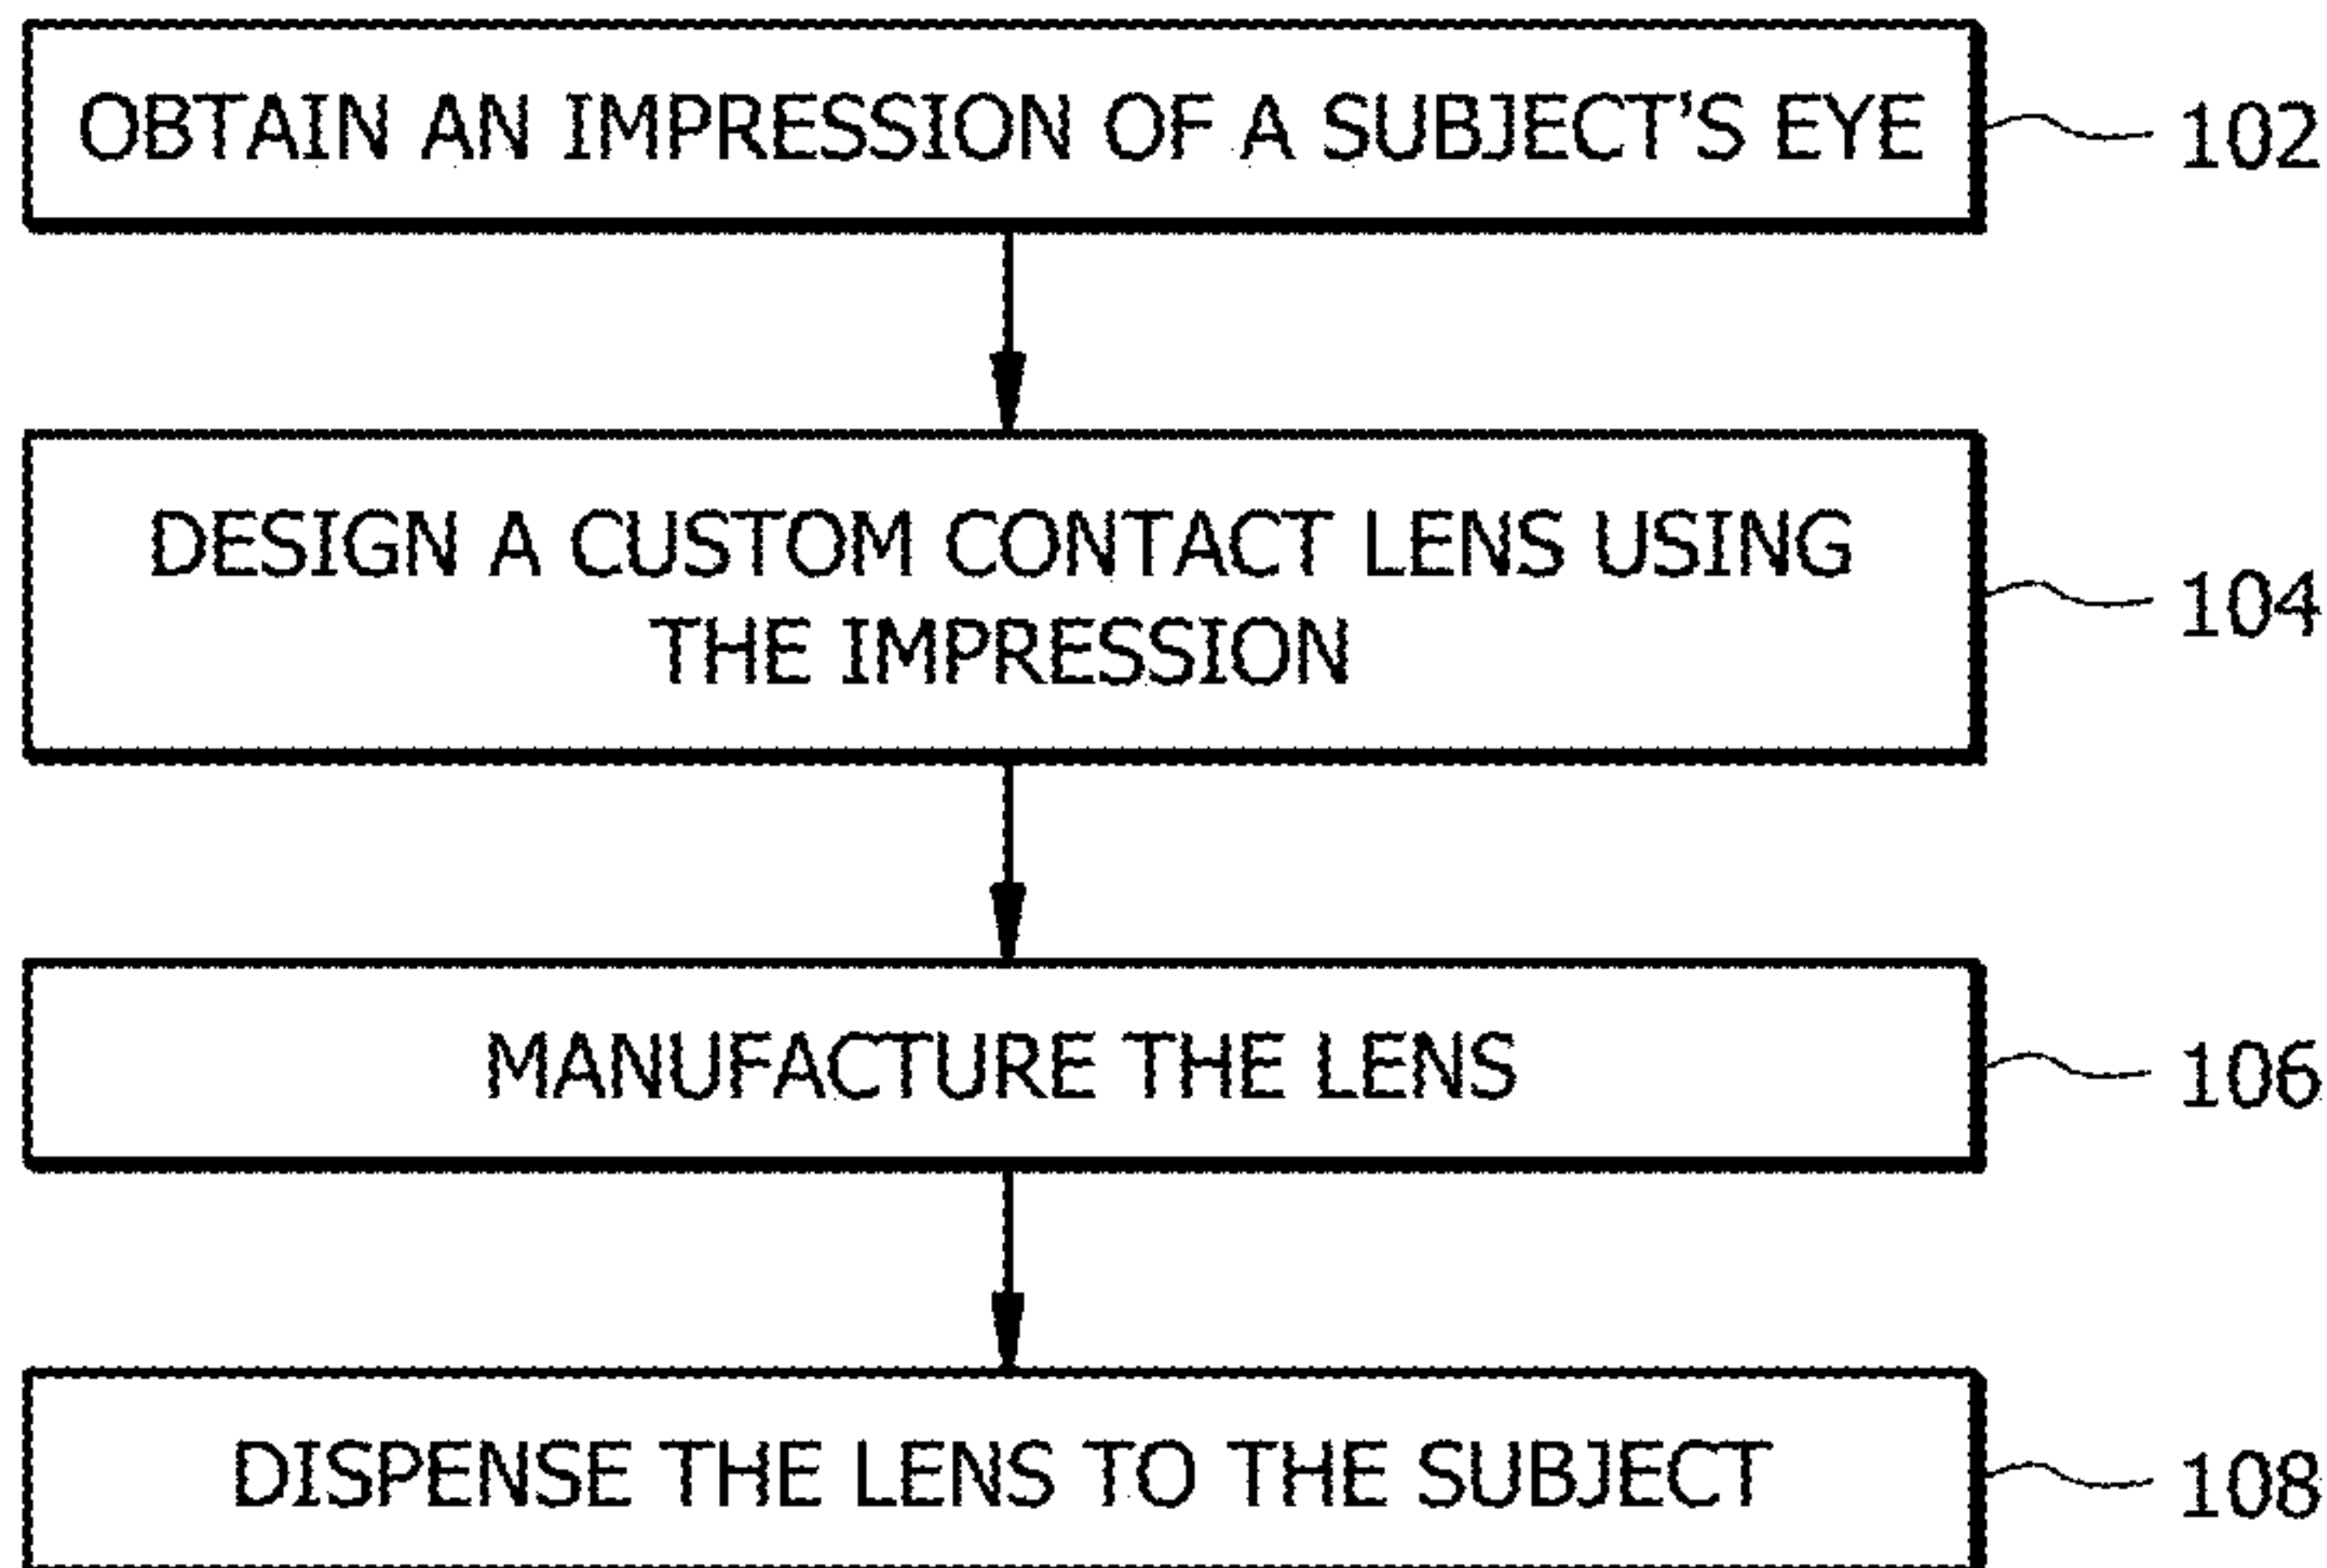 OBTAIN AN IMPRESSION OF A SUBJECT'S EYE
102
DESIGN A CUSTOM CONTACT LENS USING
THE IMPRESSION
104
MANUFACTURE THE LENS
106
DISPENSE THE LENS TO THE SUBJECT
108